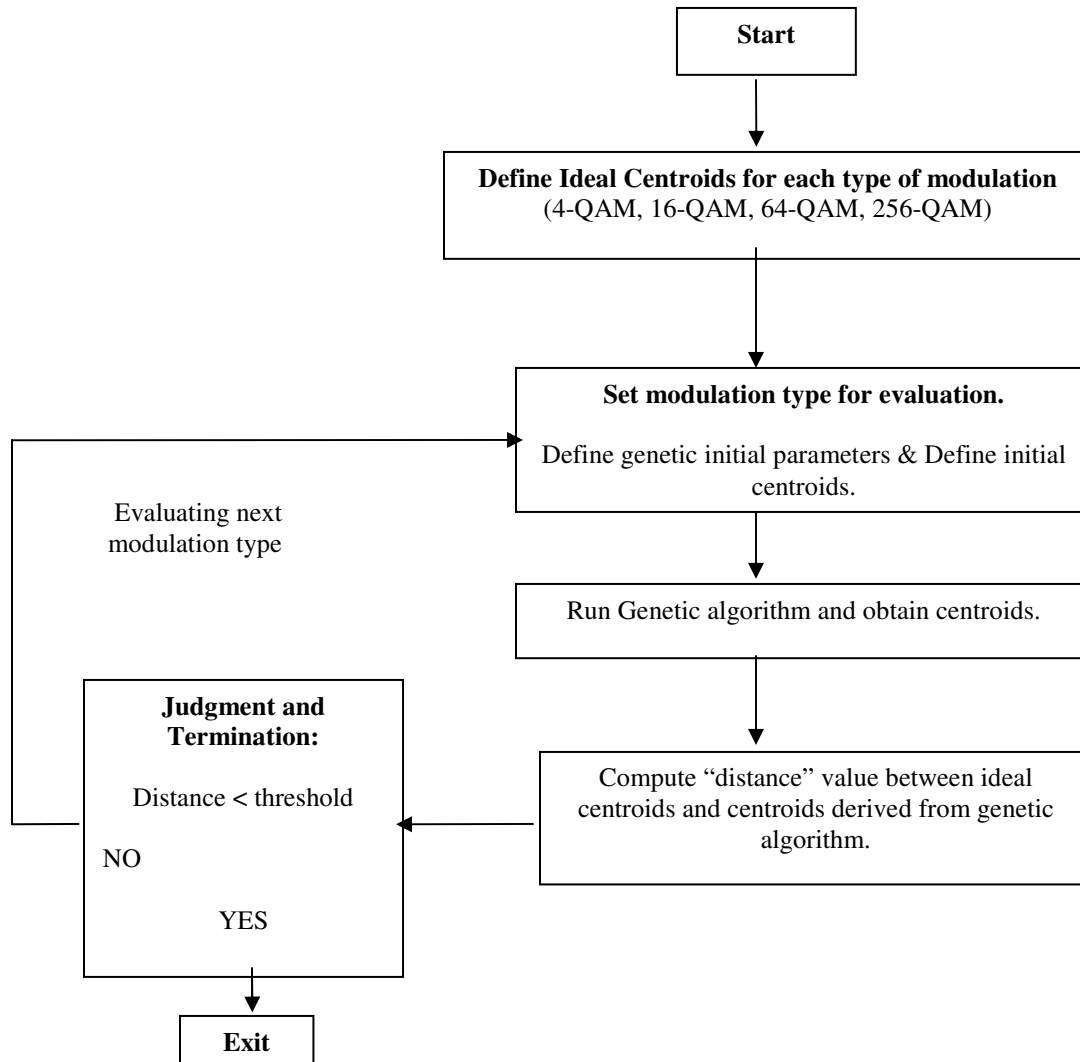 Start
Define Ideal Centroids for each type of modulation
(4-QAM, 16-QAM, 64-QAM, 256-QAM)
Set modulation type for evaluation.
Define genetic initial parameters & Define initial
centroids.
Evaluating next
modulation type
Run Genetic algorithm and obtain centroids.
Judgment and
Termination:
Distance < threshold
NO
YES
Compute “distance” value between ideal
centroids and centroids derived from genetic
algorithm.
Exit